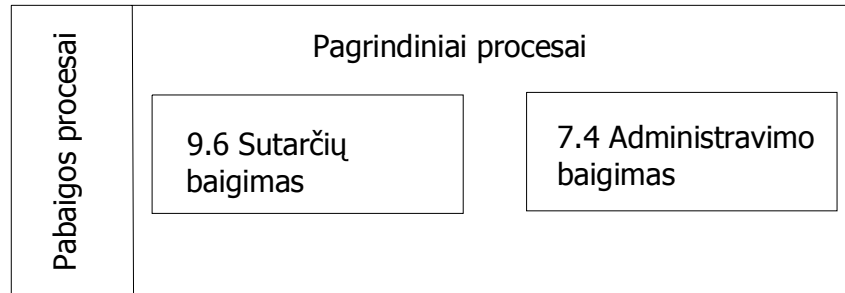 Pabaigos procesai
Pagrindiniai procesai
9.6 Sutarčių
baigimas
7.4 Administravimo
baigimas